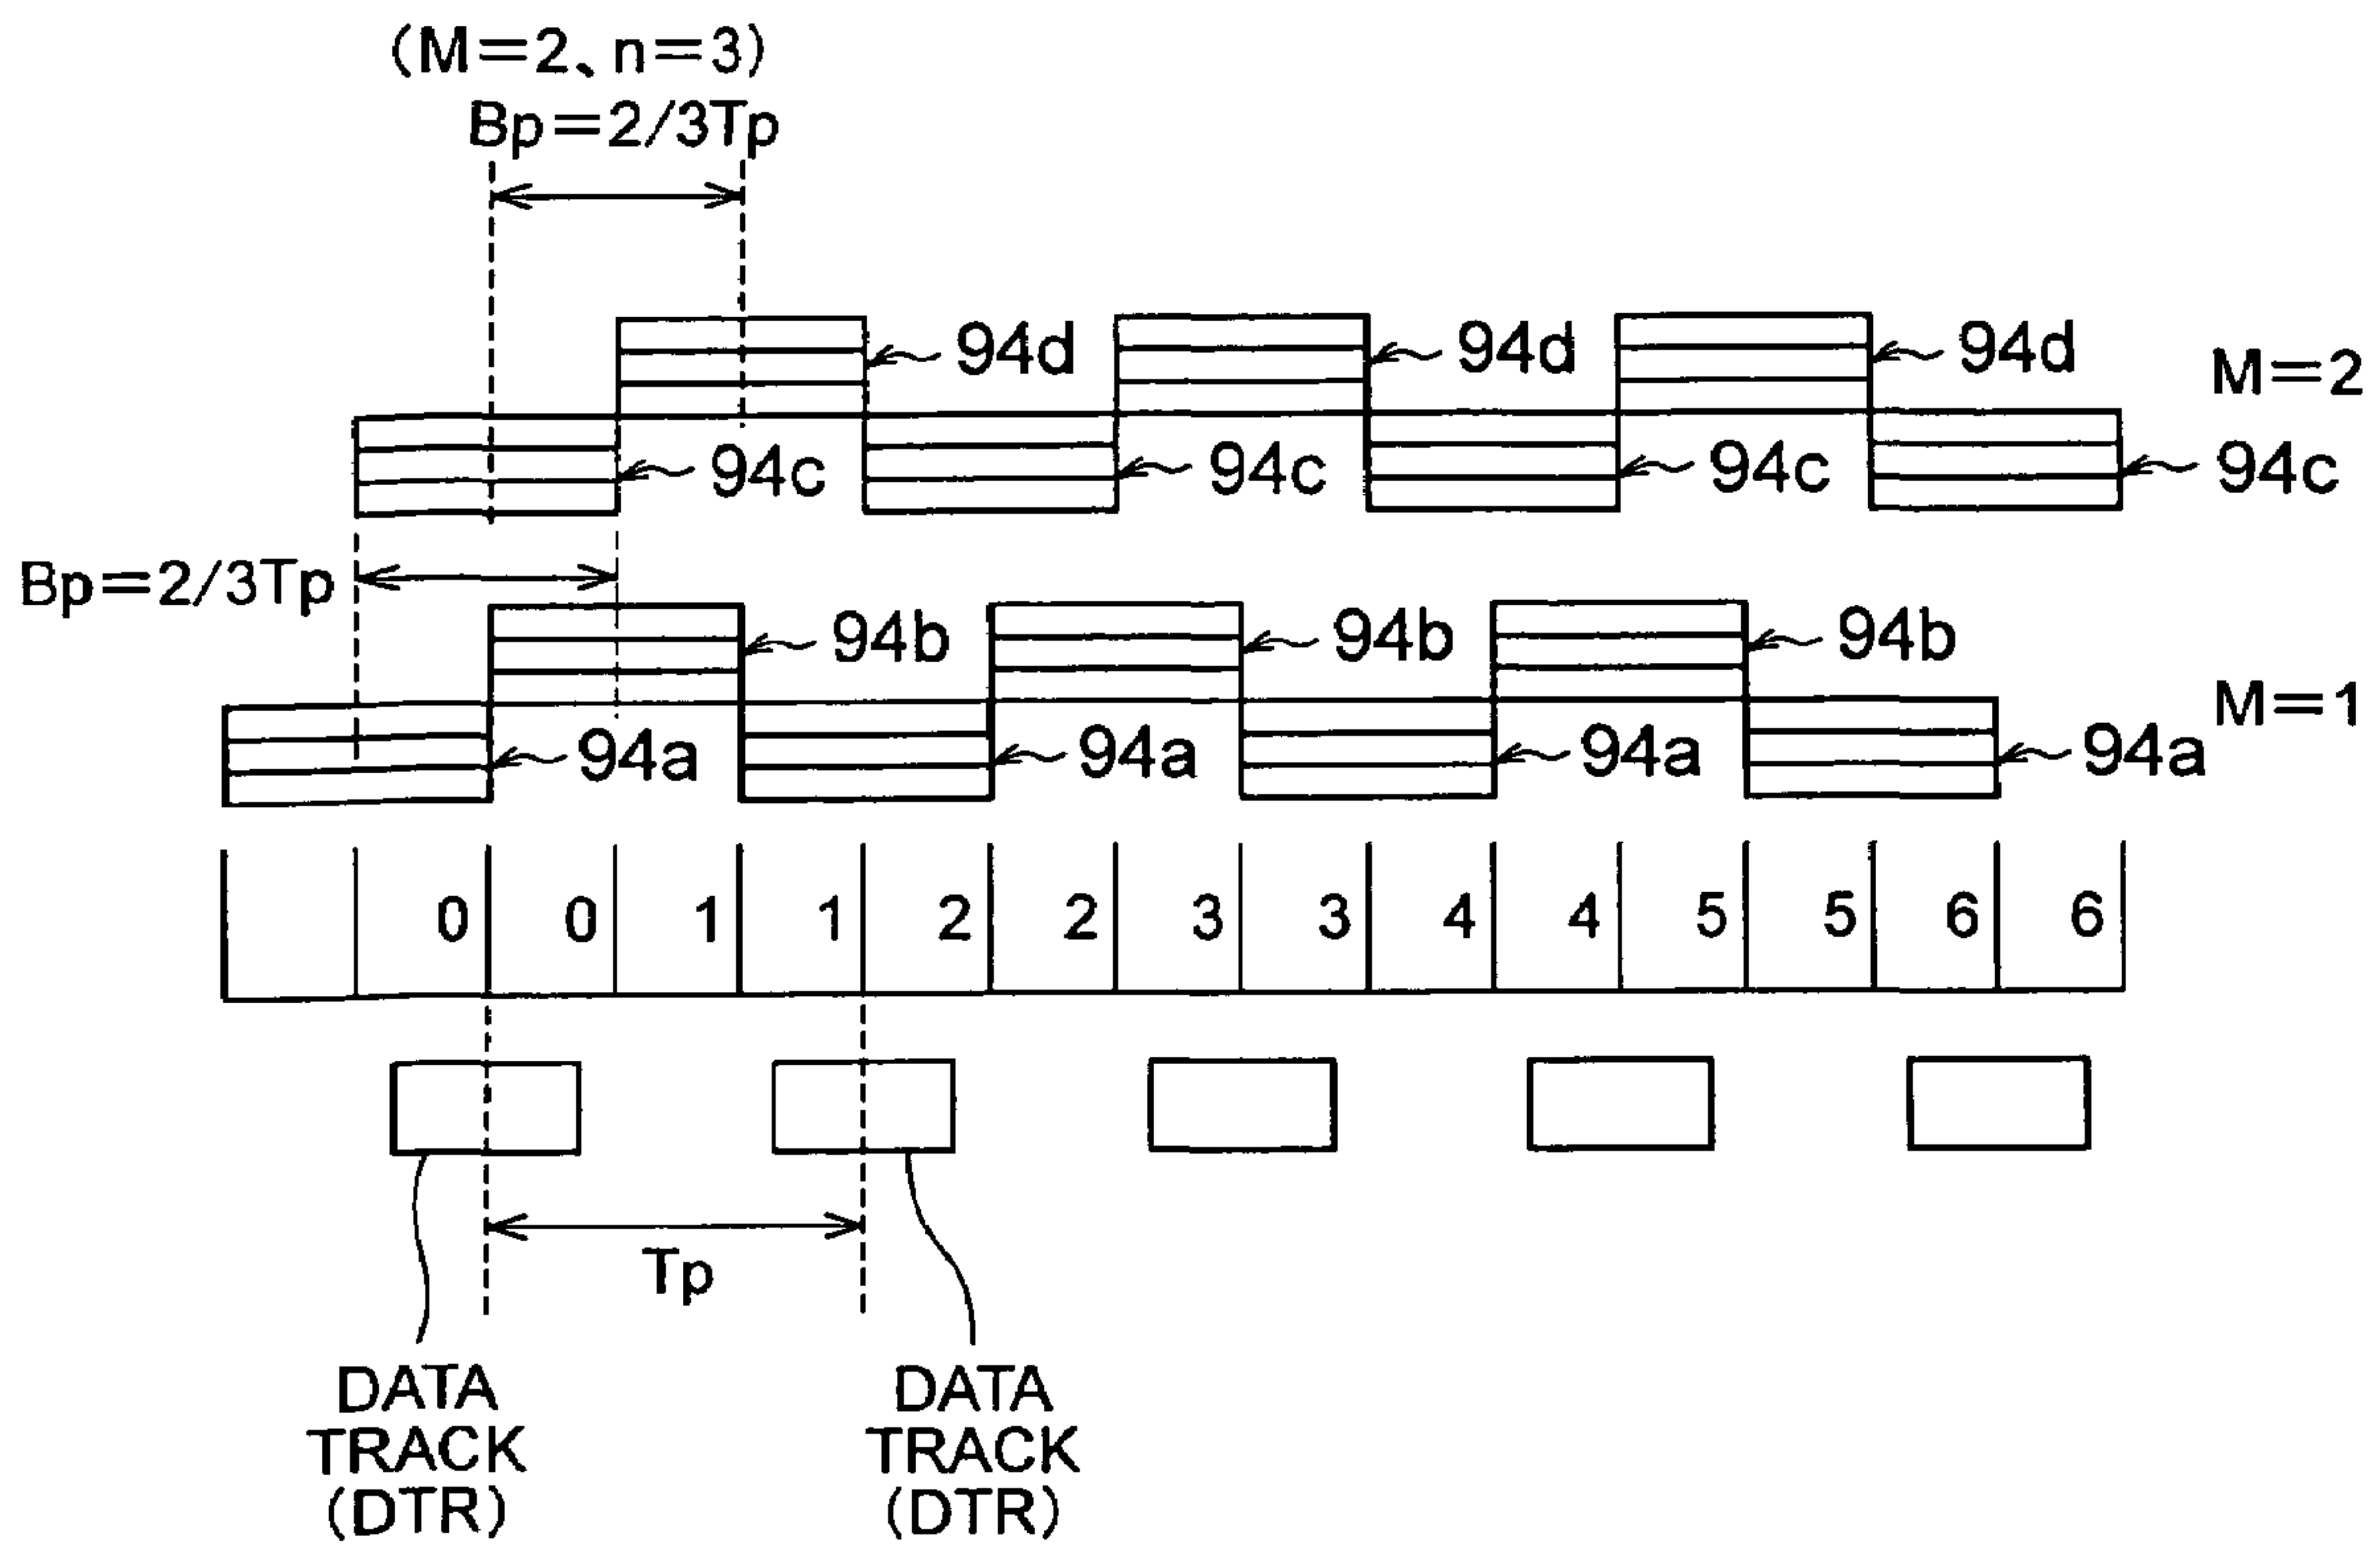 (M=2、n=3)
Bp=2/3Tp
94d 94d 94d
M=2
94c 94c 94c 94c
Bp=2/3Tp
94b 94b 94b
M=1
94a 94a 94a 94a
0 0 1 1 2 2 3 3 4 4 5 5 6 6
Tp
DATA
TRACK
(DTR)
DATA
TRACK
(DTR)